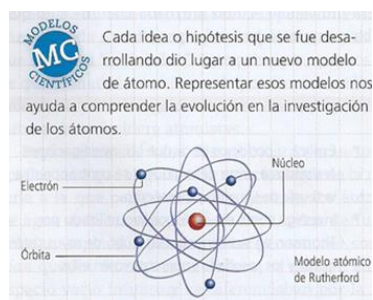 MODELOS
MC
CIENTÍFICOS
Cada idea o hipótesis que se fue desa-
rrollando dio lugar a un nuevo modelo
de átomo. Representar esos modelos nos
ayuda a comprender la evolución en la investigación
de los átomos.
Núcleo
Electrón
Órbita
Modelo atómico
de Rutherford